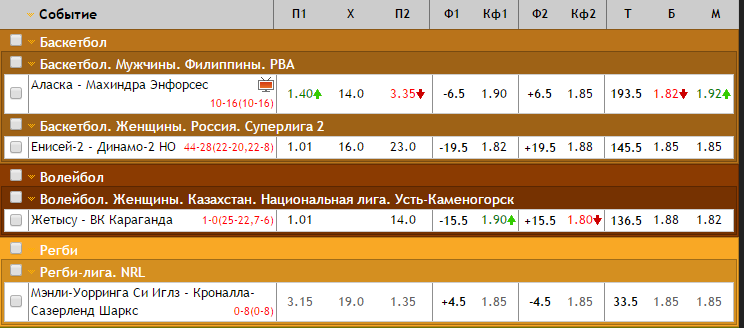 Событие П1 X П2 Ф1 Кф1 Ф2 Кф2 Т Б М
Баскетбол
Баскетбол. Мужчины. Филиппины. PBA
Аласка - Махиндра Энфорсес 1.40 14.0 3.35 -6.5 1.90 +6.5 1.85 193.5 1.82 1.92
10-16(10-16)
Баскетбол. Женщины. Россия. Суперлига 2
Енисей-2 - Динамо-2 НО 44-28(22-20,22-8) 1.01 16.0 23.0 -19.5 1.82 +19.5 1.88 145.5 1.85 1.85
Волейбол
Волейбол. Женщины. Казахстан. Национальная лига. Усть-Каменогорск
Жетысу - ВК Караганда 1-0(25-22,7-6) 1.01 14.0 -15.5 1.90 +15.5 1.80 136.5 1.88 1.82
Регби
Регби-лига. NRL
Мэнли-Уорринга Си Иглз - Кроналла-
Сазерленд Шаркс 0-8(0-8) 3.15 19.0 1.35 +4.5 1.85 -4.5 1.85 33.5 1.85 1.85